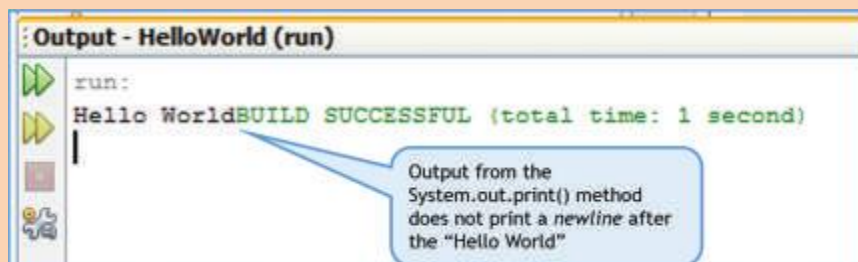 Output - HelloWorld (run)
run:
Hello WorldBUILD SUCCESSFUL (total time: 1 second)
Output from the
System.out.print() method
does not print a newline after
the “Hello World”